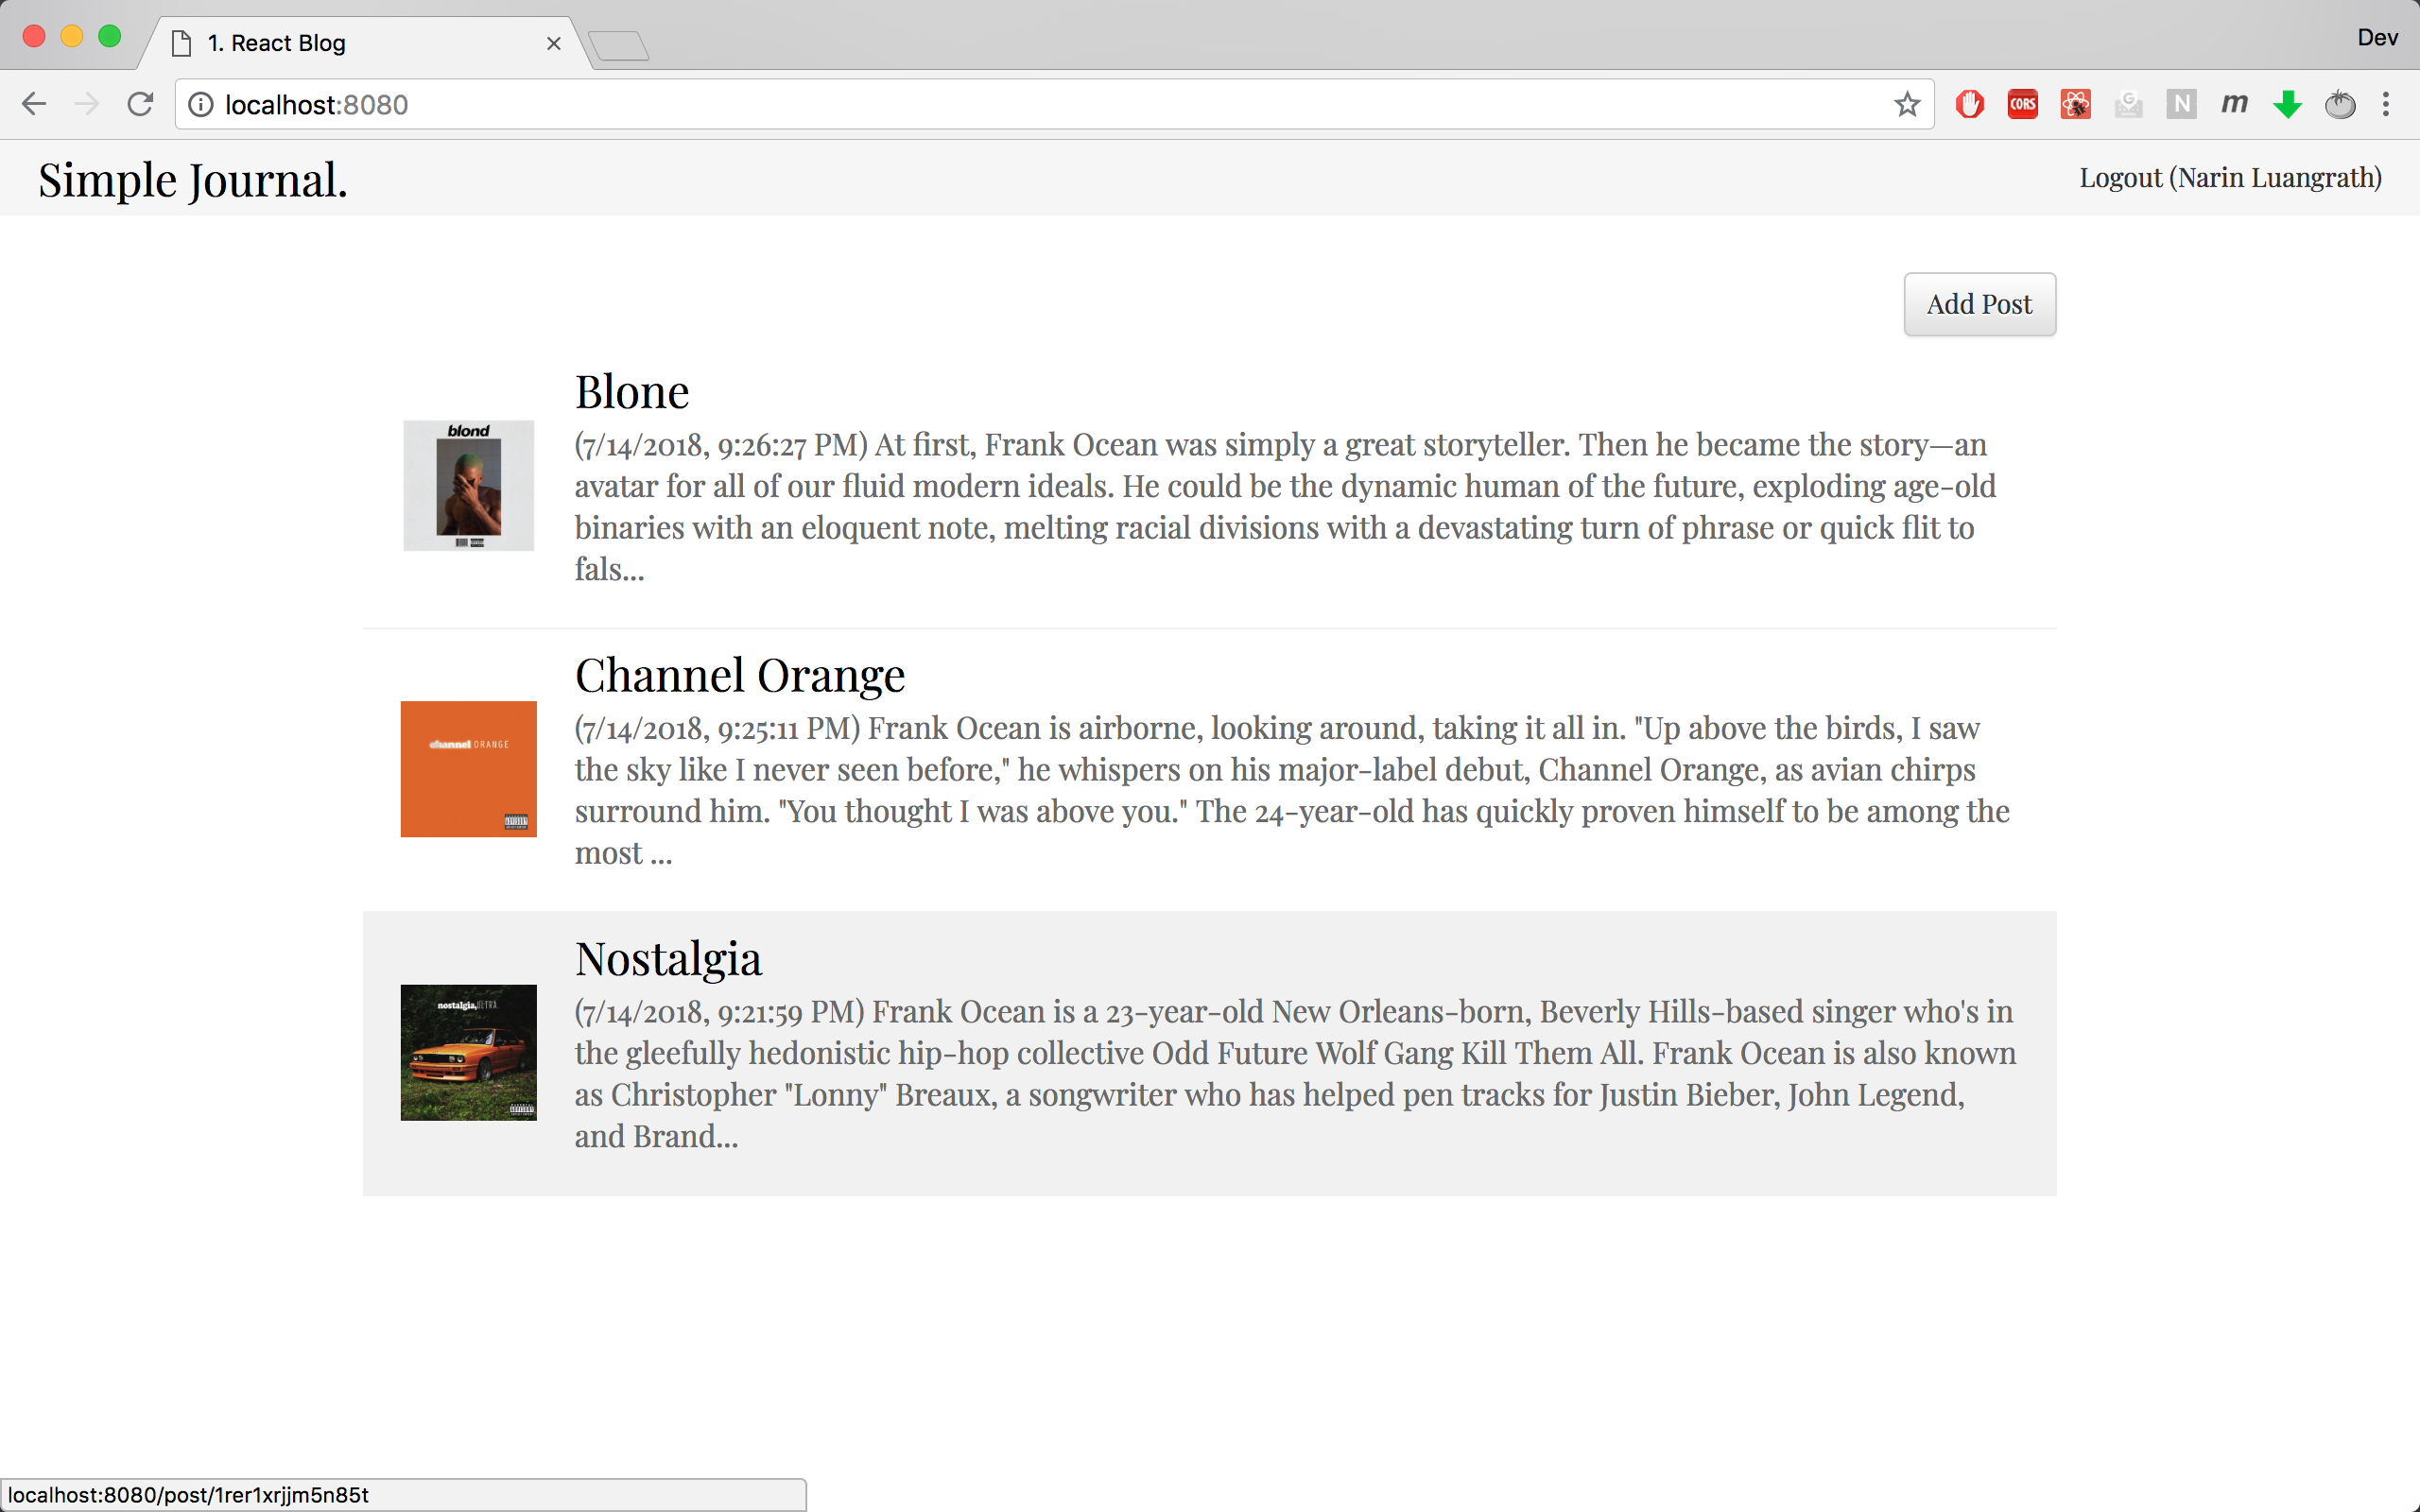 1. React Blog
Dev
localhost:8080
CORS
G
N
m
Simple Journal.
Logout (Narin Luangrath)
Add Post
blond
Blone
(7/14/2018, 9:26:27 PM) At first, Frank Ocean was simply a great storyteller. Then he became the story—an
avatar for all of our fluid modern ideals. He could be the dynamic human of the future, exploding age-old
binaries with an eloquent note, melting racial divisions with a devastating turn of phrase or quick flit to
fals...
channel ORANGE
Channel Orange
(7/14/2018, 9:25:11 PM) Frank Ocean is airborne, looking around, taking it all in. "Up above the birds, I saw
the sky like I never seen before," he whispers on his major-label debut, Channel Orange, as avian chirps
surround him. "You thought I was above you." The 24-year-old has quickly proven himself to be among the
most ...
nostalgia,ULTRA.
Nostalgia
(7/14/2018, 9:21:59 PM) Frank Ocean is a 23-year-old New Orleans-born, Beverly Hills-based singer who's in
the gleefully hedonistic hip-hop collective Odd Future Wolf Gang Kill Them All. Frank Ocean is also known
as Christopher "Lonny" Breaux, a songwriter who has helped pen tracks for Justin Bieber, John Legend,
and Brand...
localhost:8080/post/1rer1xrjjm5n85t